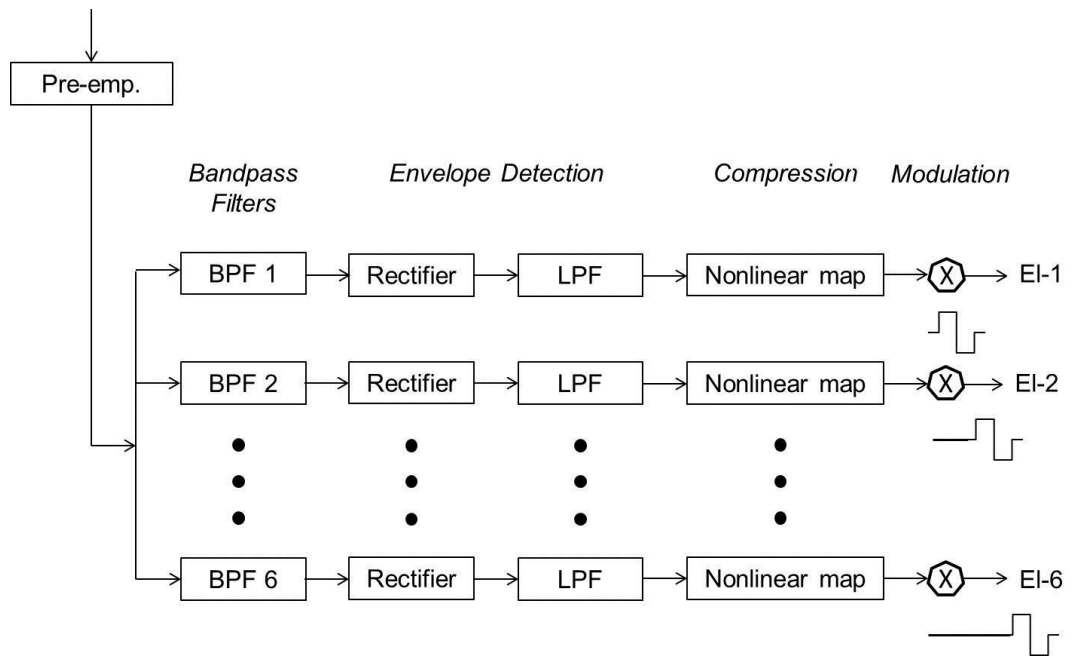 Pre-emp.
Bandpass Filters
Envelope Detection
Compression
Modulation
BPF 1
Rectifier
LPF
Nonlinear map
X
El-1
BPF 2
Rectifier
LPF
Nonlinear map
X
El-2
BPF 6
Rectifier
LPF
Nonlinear map
X
El-6